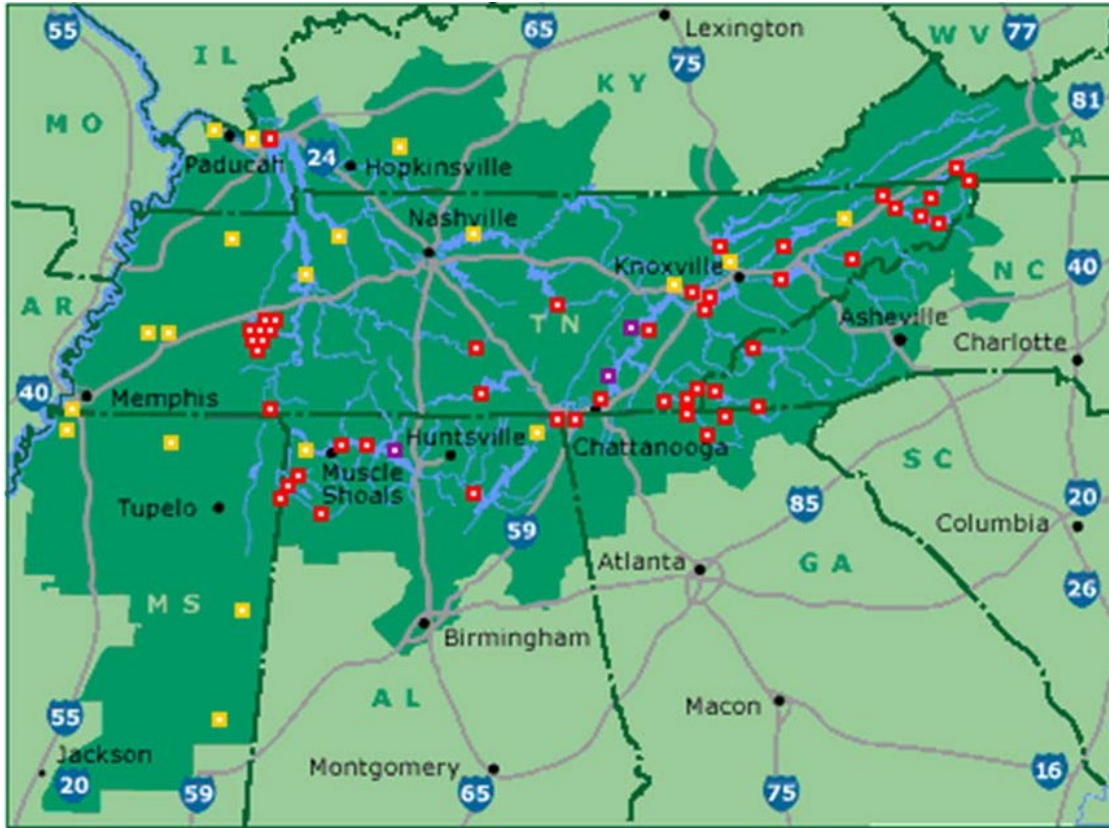 55
65
Lexington
W V
77
I L
75
K Y
M O
81
A
24
Paducah
Hopkinsville
Nashville
Knoxville
N C
40
A R
T N
Asheville
Charlotte
40
Memphis
Huntsville
Chattanooga
Muscle
Shoals
S C
Tupelo
85
20
59
Columbia
Atlanta
G A
26
M S
Birmingham
A L
55
Macon
Jackson
Montgomery
20
59
65
75
16